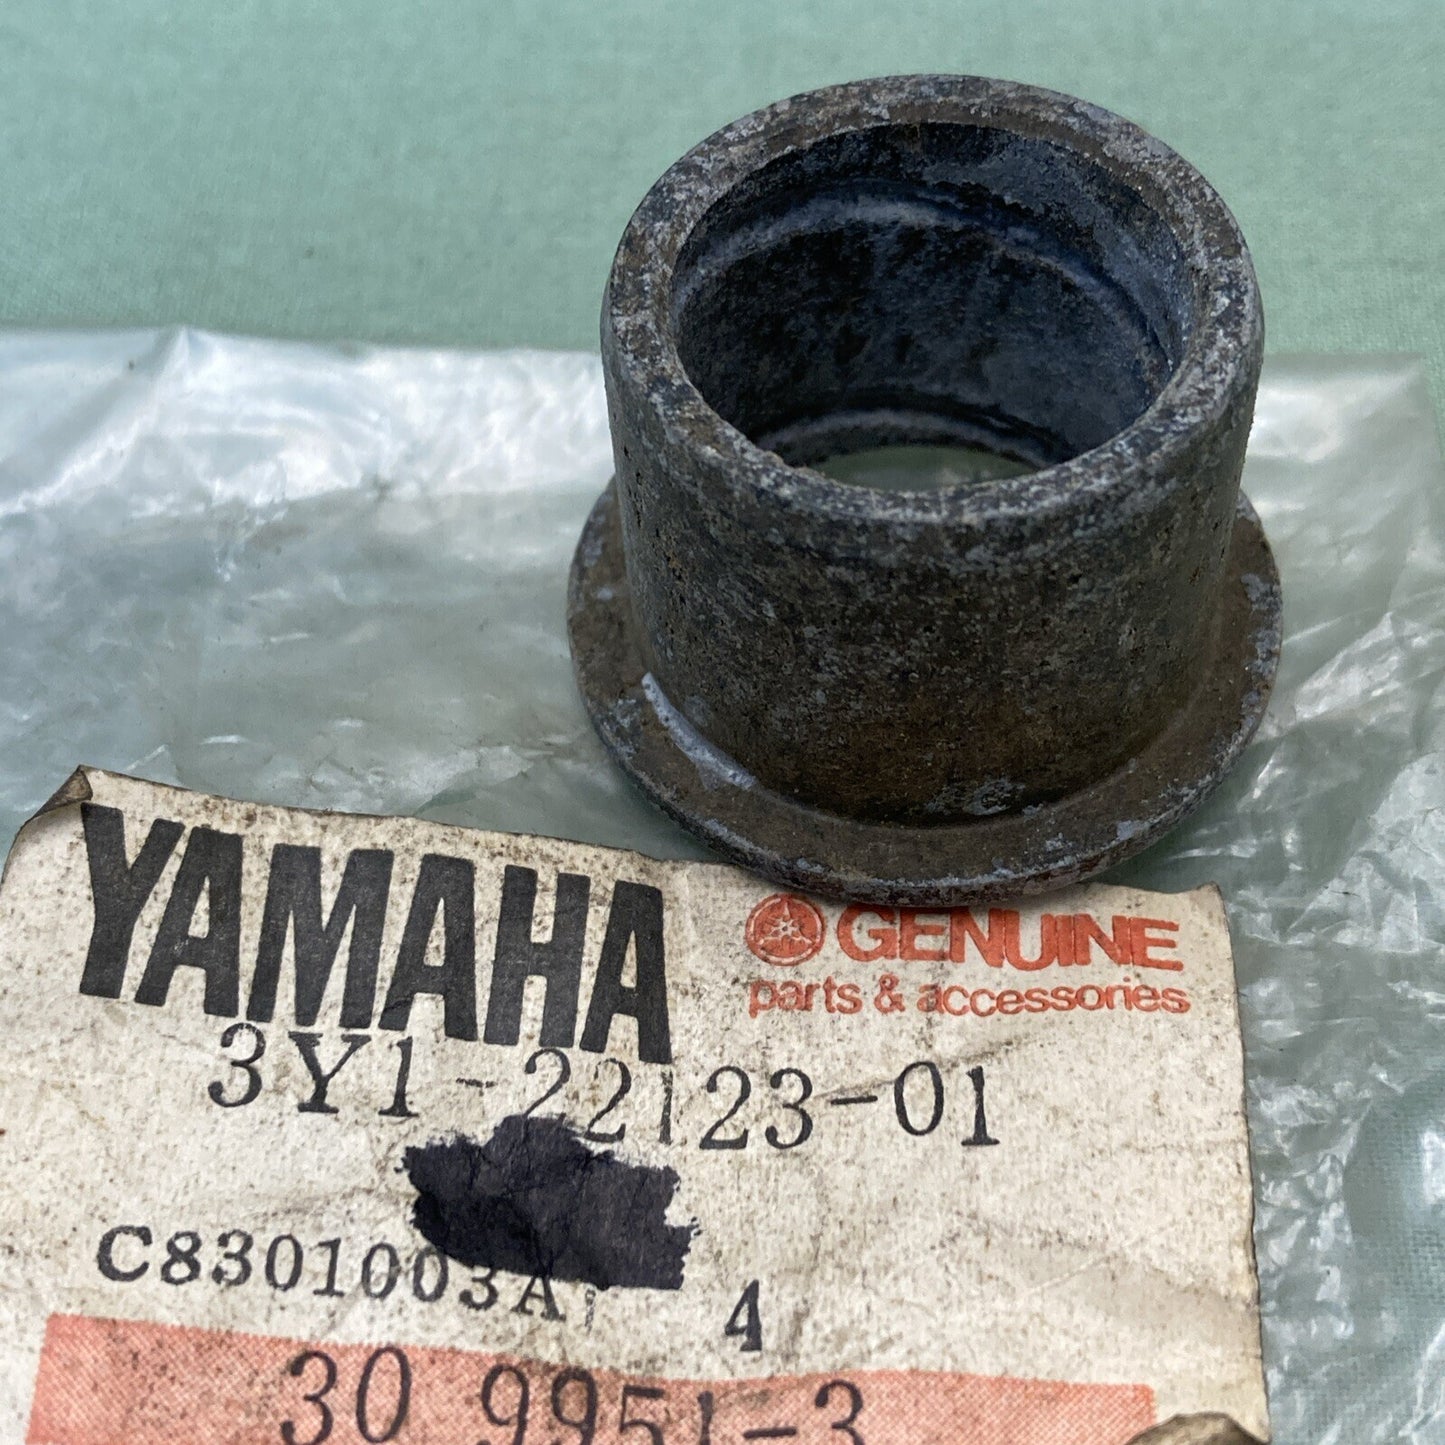 YAMAHA
GENUINE
parts & accessories
3Y1-22123-01
C8301003A
4
30 9951-3